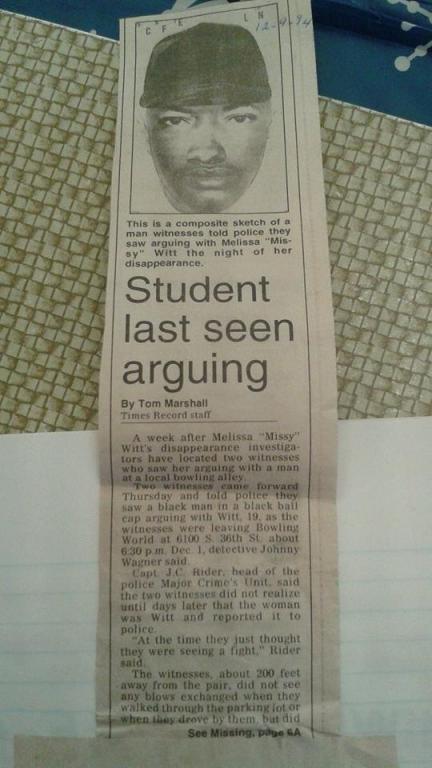 C F K L N
12-9-94
This is a composite sketch of a
man witnesses told police they
saw arguing with Melissa "Mis-
sy" Witt the night of her
disappearance.
Student
last seen
arguing
By Tom Marshall
Times Record staff
A week after Melissa "Missy"
Witt's disappearance investiga-
tors have located two witnesses
who saw her arguing with a man
at a local bowling alley.
Two witnesses came forward
Thursday and told police they
saw a black man in a black ball
cap arguing with Witt, 19, as the
witnesses were leaving Bowling
World at 6100 S. 36th St. about
6:30 p.m. Dec. 1, detective Johnny
Wagner said.
Capt. J.C. Rider, head of the
police Major Crime's Unit, said
the two witnesses did not realize
until days later that the woman
was Witt and reported it to
police.
"At the time they just thought
they were seeing a fight," Rider
said.
The witnesses, about 200 feet
away from the pair, did not see
any blows exchanged when they
walked through the parking lot or
when they drove by them, but did
See Missing, page 6A